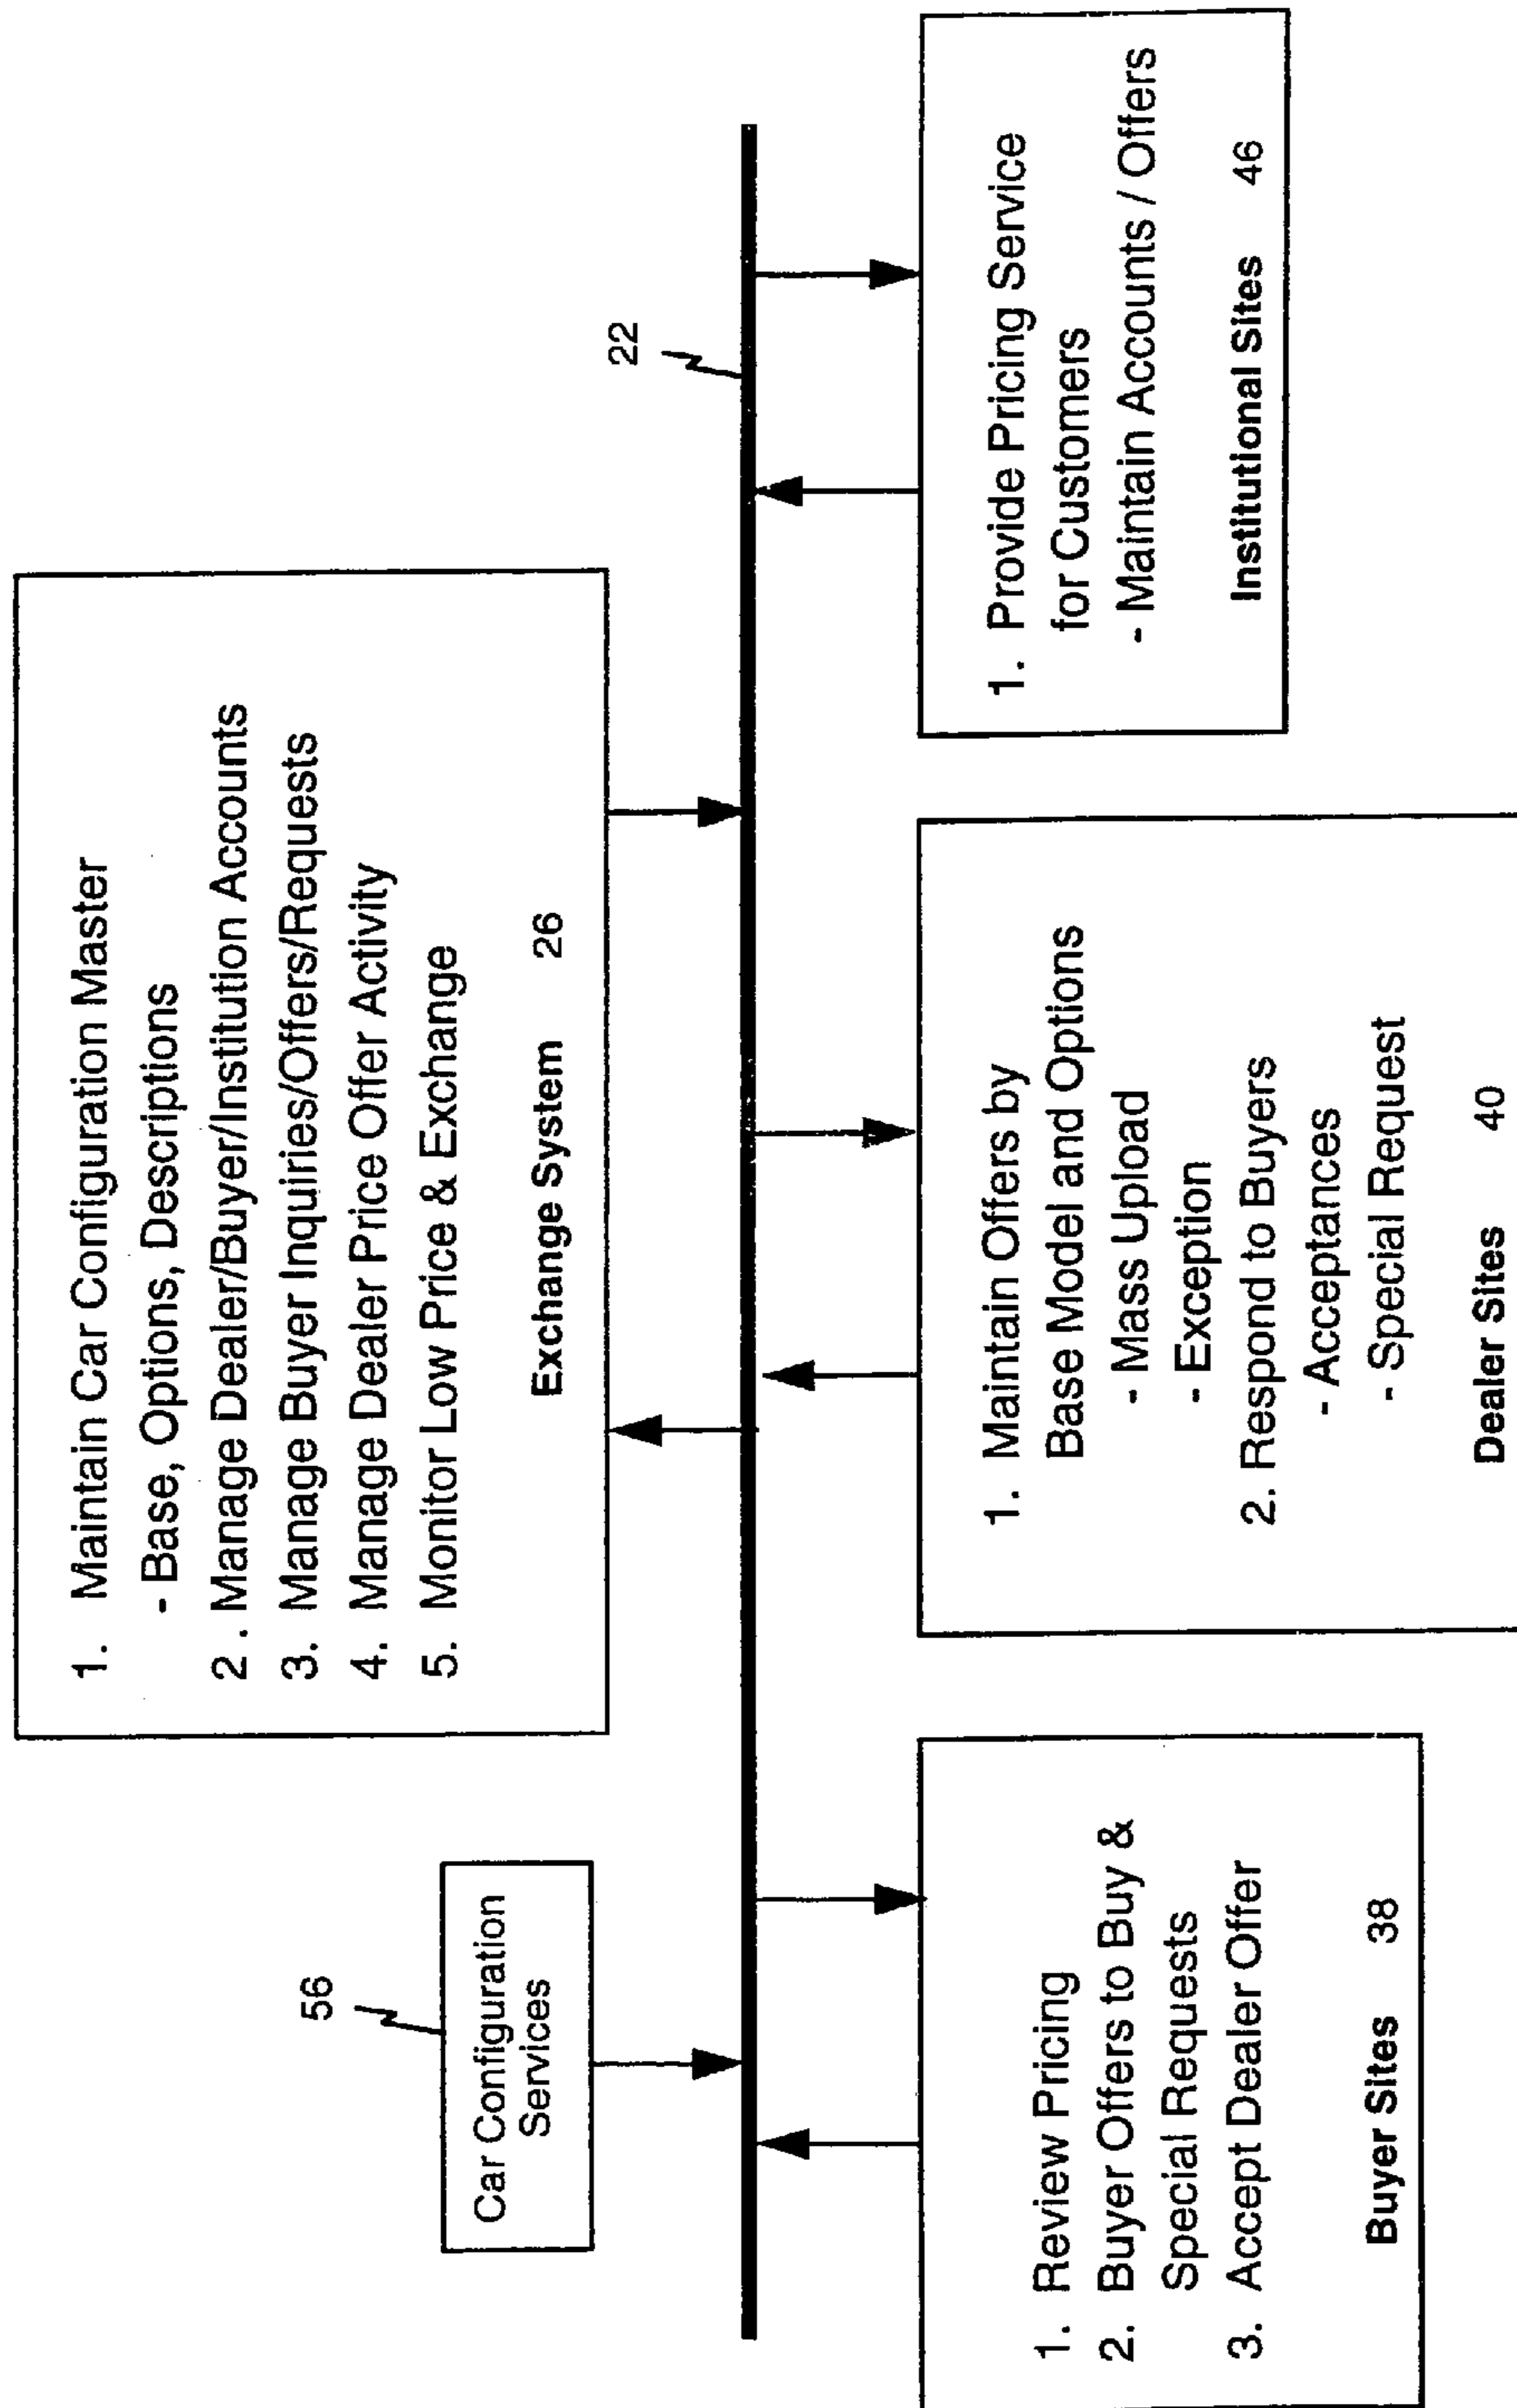 1. Maintain Car Configuration Master
- Base, Options, Descriptions
2. Manage Dealer/Buyer/Institution Accounts
3. Manage Buyer Inquiries/Offers/Requests
4. Manage Dealer Price Offer Activity
5. Monitor Low Price & Exchange
Exchange System 26
56
Car Configuration
Services
22
1. Review Pricing
2. Buyer Offers to Buy &
Special Requests
3. Accept Dealer Offer
Buyer Sites 38
1. Maintain Offers by
Base Model and Options
- Mass Upload
- Exception
2. Respond to Buyers
- Acceptances
- Special Request
Dealer Sites 40
1. Provide Pricing Service
for Customers
- Maintain Accounts / Offers
Institutional Sites 46